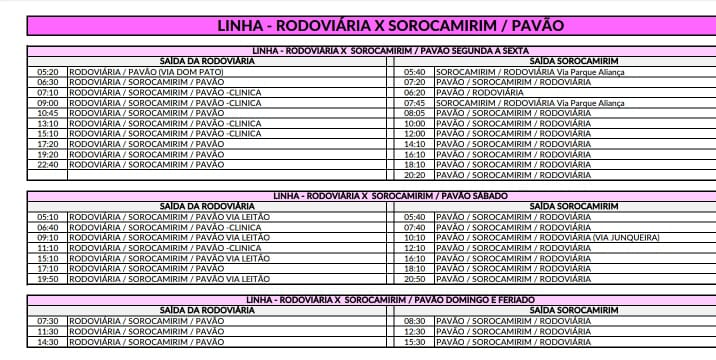 LINHA - RODOVIÁRIA X SOROCAMIRIM / PAVÃO
LINHA - RODOVIÁRIA X SOROCAMIRIM / PAVÃO SEGUNDA A SEXTA
SAÍDA DA RODOVIÁRIA SAÍDA SOROCAMIRIM
05:20 RODOVIÁRIA / PAVÃO (VIA DOM PATO) 05:40 SOROCAMIRIM / RODOVIÁRIA Via Parque Aliança
06:30 RODOVIÁRIA / SOROCAMIRIM / PAVÃO 07:20 PAVÃO / SOROCAMIRIM / RODOVIÁRIA
07:10 RODOVIÁRIA / SOROCAMIRIM / PAVÃO -CLINICA 06:20 PAVÃO / RODOVIÁRIA
09:00 RODOVIÁRIA / SOROCAMIRIM / PAVÃO -CLINICA 07:45 SOROCAMIRIM / RODOVIÁRIA Via Parque Aliança
10:45 RODOVIÁRIA / SOROCAMIRIM / PAVÃO 08:05 PAVÃO / SOROCAMIRIM / RODOVIÁRIA
13:10 RODOVIÁRIA / SOROCAMIRIM / PAVÃO -CLINICA 10:00 PAVÃO / SOROCAMIRIM / RODOVIÁRIA
15:10 RODOVIÁRIA / SOROCAMIRIM / PAVÃO -CLINICA 12:00 PAVÃO / SOROCAMIRIM / RODOVIÁRIA
17:20 RODOVIÁRIA / SOROCAMIRIM / PAVÃO 14:10 PAVÃO / SOROCAMIRIM / RODOVIÁRIA
19:20 RODOVIÁRIA / SOROCAMIRIM / PAVÃO 16:10 PAVÃO / SOROCAMIRIM / RODOVIÁRIA
22:40 RODOVIÁRIA / SOROCAMIRIM / PAVÃO 18:10 PAVÃO / SOROCAMIRIM / RODOVIÁRIA
20:20 PAVÃO / SOROCAMIRIM / RODOVIÁRIA
LINHA - RODOVIÁRIA X SOROCAMIRIM / PAVÃO SÁBADO
SAÍDA DA RODOVIÁRIA SAÍDA SOROCAMIRIM
05:10 RODOVIÁRIA / SOROCAMIRIM / PAVÃO VIA LEITÃO 05:40 PAVÃO / SOROCAMIRIM / RODOVIÁRIA
06:40 RODOVIÁRIA / SOROCAMIRIM / PAVÃO -CLINICA 07:40 PAVÃO / SOROCAMIRIM / RODOVIÁRIA
09:10 RODOVIÁRIA / SOROCAMIRIM / PAVÃO VIA LEITÃO 10:10 PAVÃO / SOROCAMIRIM / RODOVIÁRIA (VIA JUNQUEIRA)
11:10 RODOVIÁRIA / SOROCAMIRIM / PAVÃO -CLINICA 12:10 PAVÃO / SOROCAMIRIM / RODOVIÁRIA
15:10 RODOVIÁRIA / SOROCAMIRIM / PAVÃO VIA LEITÃO 16:10 PAVÃO / SOROCAMIRIM / RODOVIÁRIA
17:10 RODOVIÁRIA / SOROCAMIRIM / PAVÃO 18:10 PAVÃO / SOROCAMIRIM / RODOVIÁRIA
19:50 RODOVIÁRIA / SOROCAMIRIM / PAVÃO VIA LEITÃO 20:50 PAVÃO / SOROCAMIRIM / RODOVIÁRIA
LINHA - RODOVIÁRIA X SOROCAMIRIM / PAVÃO DOMINGO E FERIADO
SAÍDA DA RODOVIÁRIA SAÍDA SOROCAMIRIM
07:30 RODOVIÁRIA / SOROCAMIRIM / PAVÃO 08:30 PAVÃO / SOROCAMIRIM / RODOVIÁRIA
11:30 RODOVIÁRIA / SOROCAMIRIM / PAVÃO 12:30 PAVÃO / SOROCAMIRIM / RODOVIÁRIA
14:30 RODOVIÁRIA / SOROCAMIRIM / PAVÃO 15:30 PAVÃO / SOROCAMIRIM / RODOVIÁRIA